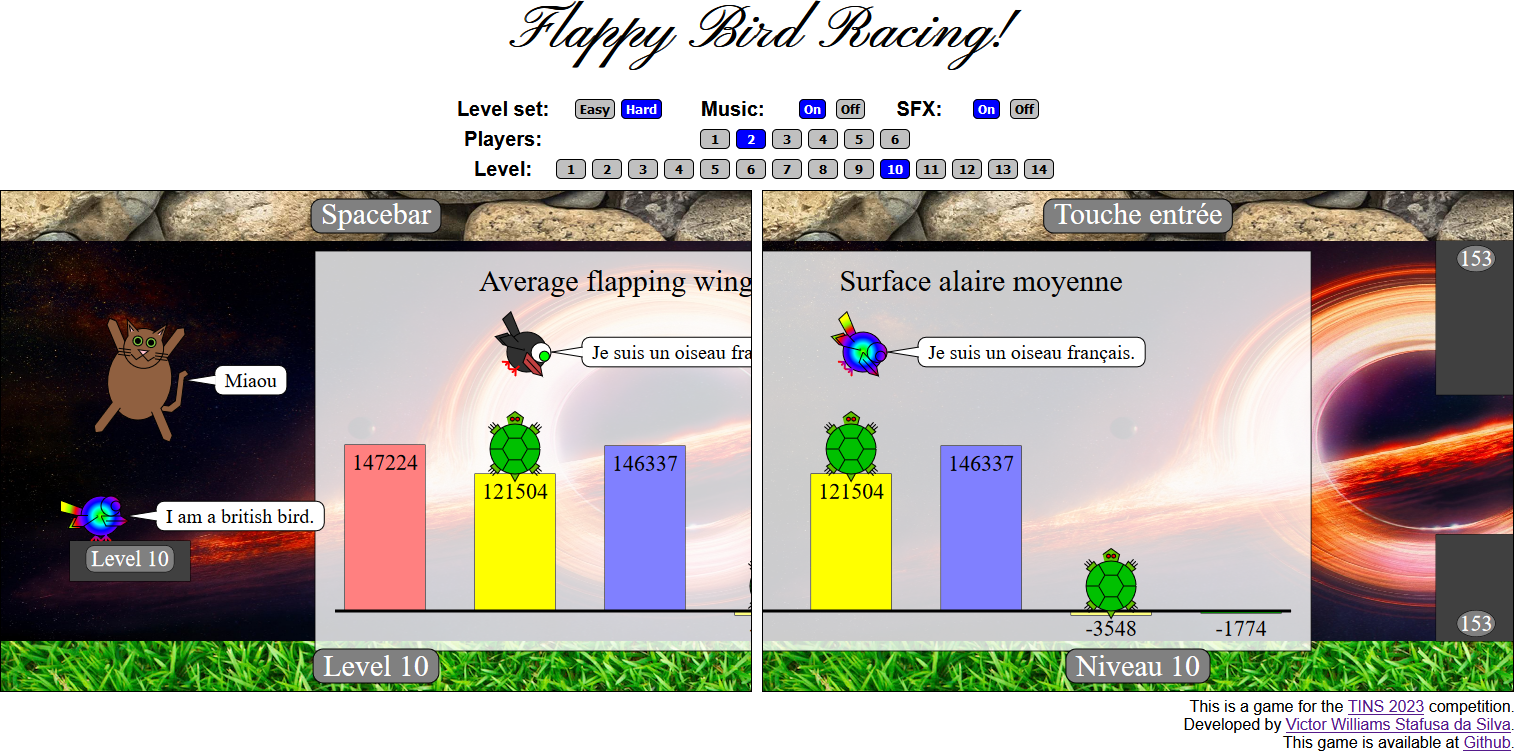 Flappy Bird Racing!
Level set: Easy Hard Music: On Off SFX: On Off
Players: 1 2 3 4 5 6
Level: 1 2 3 4 5 6 7 8 9 10 11 12 13 14
Spacebar
Average flapping wing
Je suis un oiseau fra
Miaou
147224
121504
146337
I am a british bird.
Level 10
Level 10
Touche entrée
153
Surface alaire moyenne
Je suis un oiseau français.
121504
146337
-3548
-1774
153
Niveau 10
This is a game for the TINS 2023 competition.
Developed by Victor Williams Stafusa da Silva.
This game is available at Github.